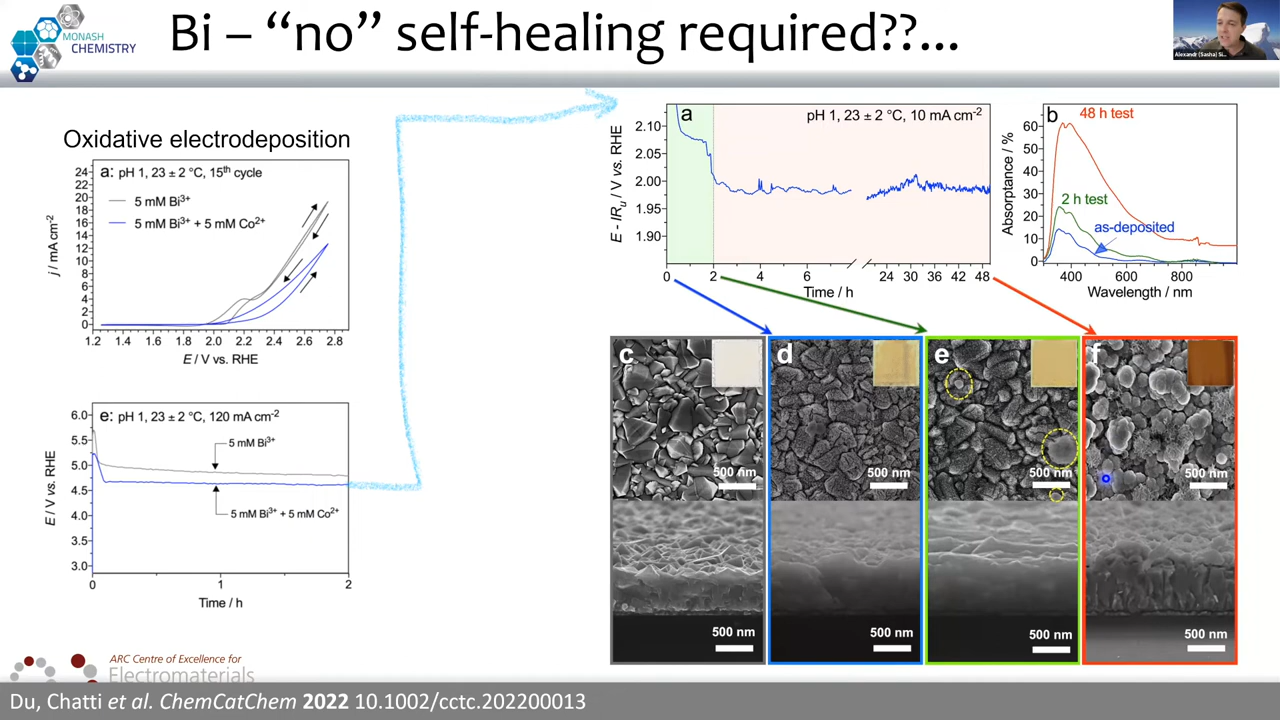 MONASH
CHEMISTRY
Bi – “no” self-healing required??...
Alexandr (Sasha) Si...
Oxidative electrodeposition
a: pH 1, 23 ± 2 °C, 15th cycle
5 mM Bi3+
5 mM Bi3+ + 5 mM Co2+
j / mA cm-2
24
22
20
18
16
14
12
10
8
6
4
2
0
1.2 1.4 1.6 1.8 2.0 2.2 2.4 2.6 2.8
E / V vs. RHE
e: pH 1, 23 ± 2 °C, 120 mA cm-2
5 mM Bi3+
5 mM Bi3+ + 5 mM Co2+
E / V vs. RHE
6.0
5.5
5.0
4.5
4.0
3.5
3.0
0 1 2
Time / h
a
pH 1, 23 ± 2 °C, 10 mA cm-2
E - IRu / V vs. RHE
2.10
2.05
2.00
1.95
1.90
0 2 4 6 24 30 36 42 48
Time / h
b
48 h test
2 h test
as-deposited
Absorptance / %
60
50
40
30
20
10
0
400 600 800
Wavelength / nm
c
500 nm
500 nm
d
500 nm
500 nm
e
500 nm
500 nm
f
500 nm
500 nm
ARC Centre of Excellence for
Electromaterials
Du, Chatti et al. ChemCatChem 2022 10.1002/cctc.202200013